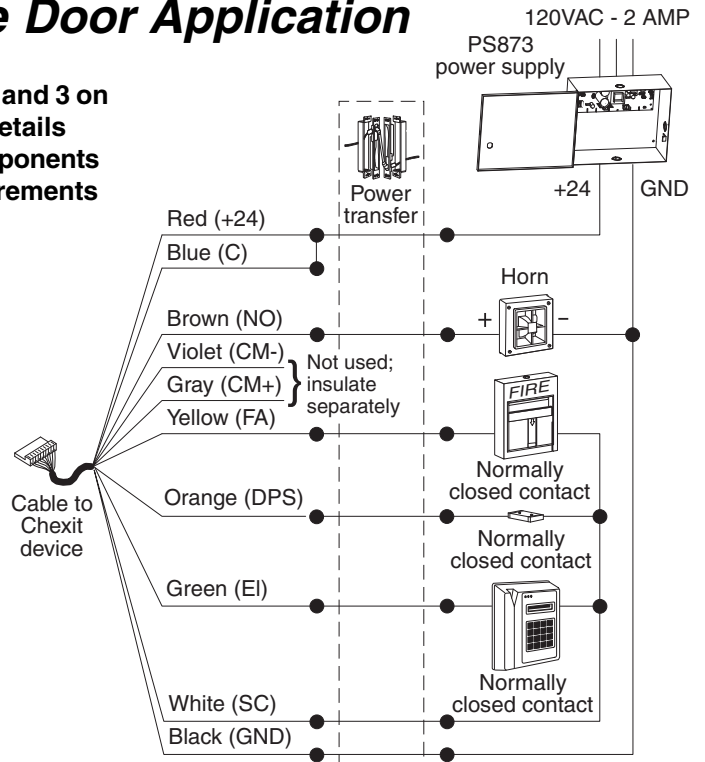 e Door Application
120VAC - 2 AMP
PS873
power supply
and 3 on
etails
ponents
rements
Power
transfer
+24
GND
Red (+24)
Blue (C)
Horn
+
–
Brown (NO)
Violet (CM-)
Gray (CM+)
} Not used;
insulate
separately
Yellow (FA)
FIRE
Normally
closed contact
Cable to
Chexit
device
Orange (DPS)
Normally
closed contact
Green (EI)
Normally
closed contact
White (SC)
Black (GND)